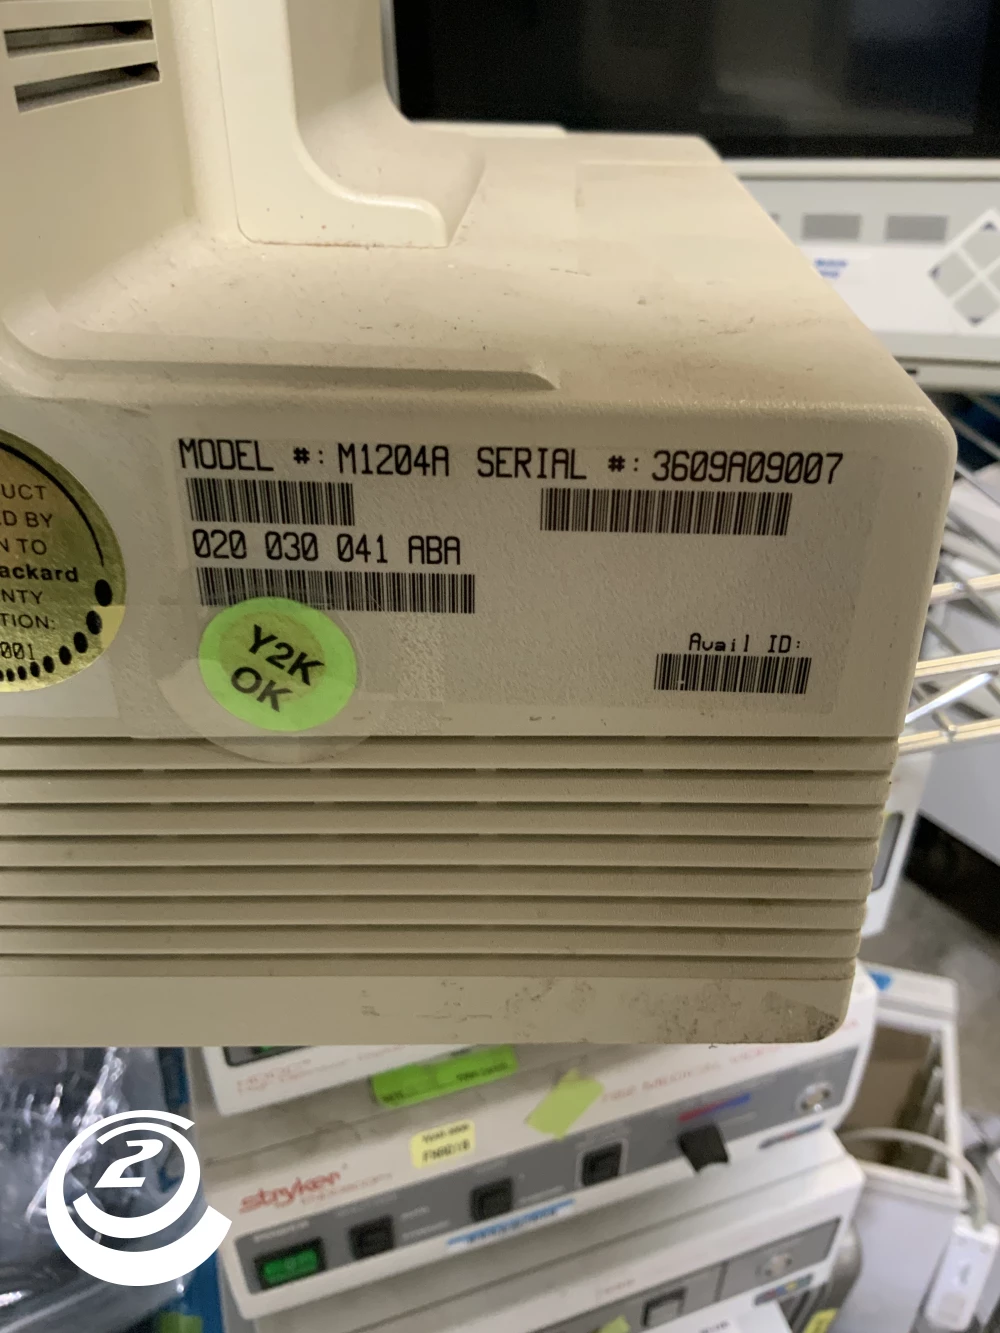 MODEL #: M1204A SERIAL #: 3609A09007
020 030 041 ABA
UCT
D BY
N TO
ackard
NTY
TION:
001
Y2K
OK
Avail ID:
stryker
2